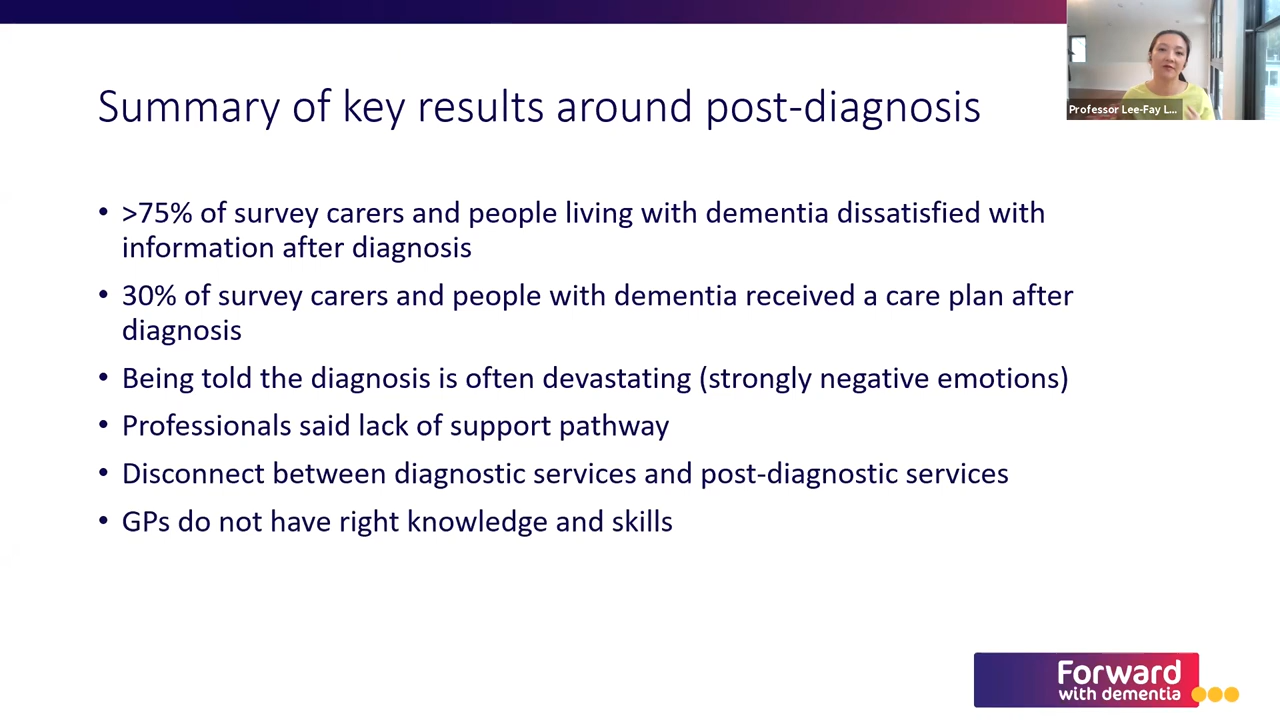 Professor Lee-Fay L...
Summary of key results around post-diagnosis
• >75% of survey carers and people living with dementia dissatisfied with
information after diagnosis
• 30% of survey carers and people with dementia received a care plan after
diagnosis
• Being told the diagnosis is often devastating (strongly negative emotions)
• Professionals said lack of support pathway
• Disconnect between diagnostic services and post-diagnostic services
• GPs do not have right knowledge and skills
Forward
with dementia